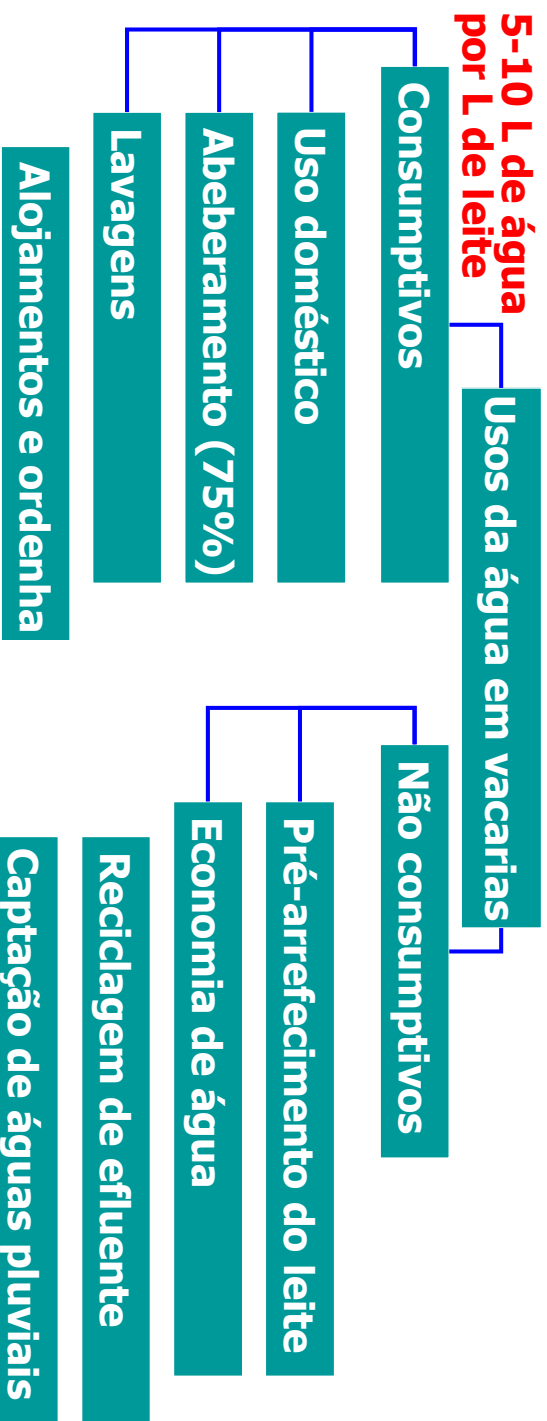 5-10 L de água
por L de leite
Usos da água em vacarias
Consumptivos
Uso doméstico
Abeberamento (75%)
Lavagens
Alojamentos e ordenha
Não consumptivos
Pré-arrefecimento do leite
Economia de água
Reciclagem de efluente
Captação de águas pluviais